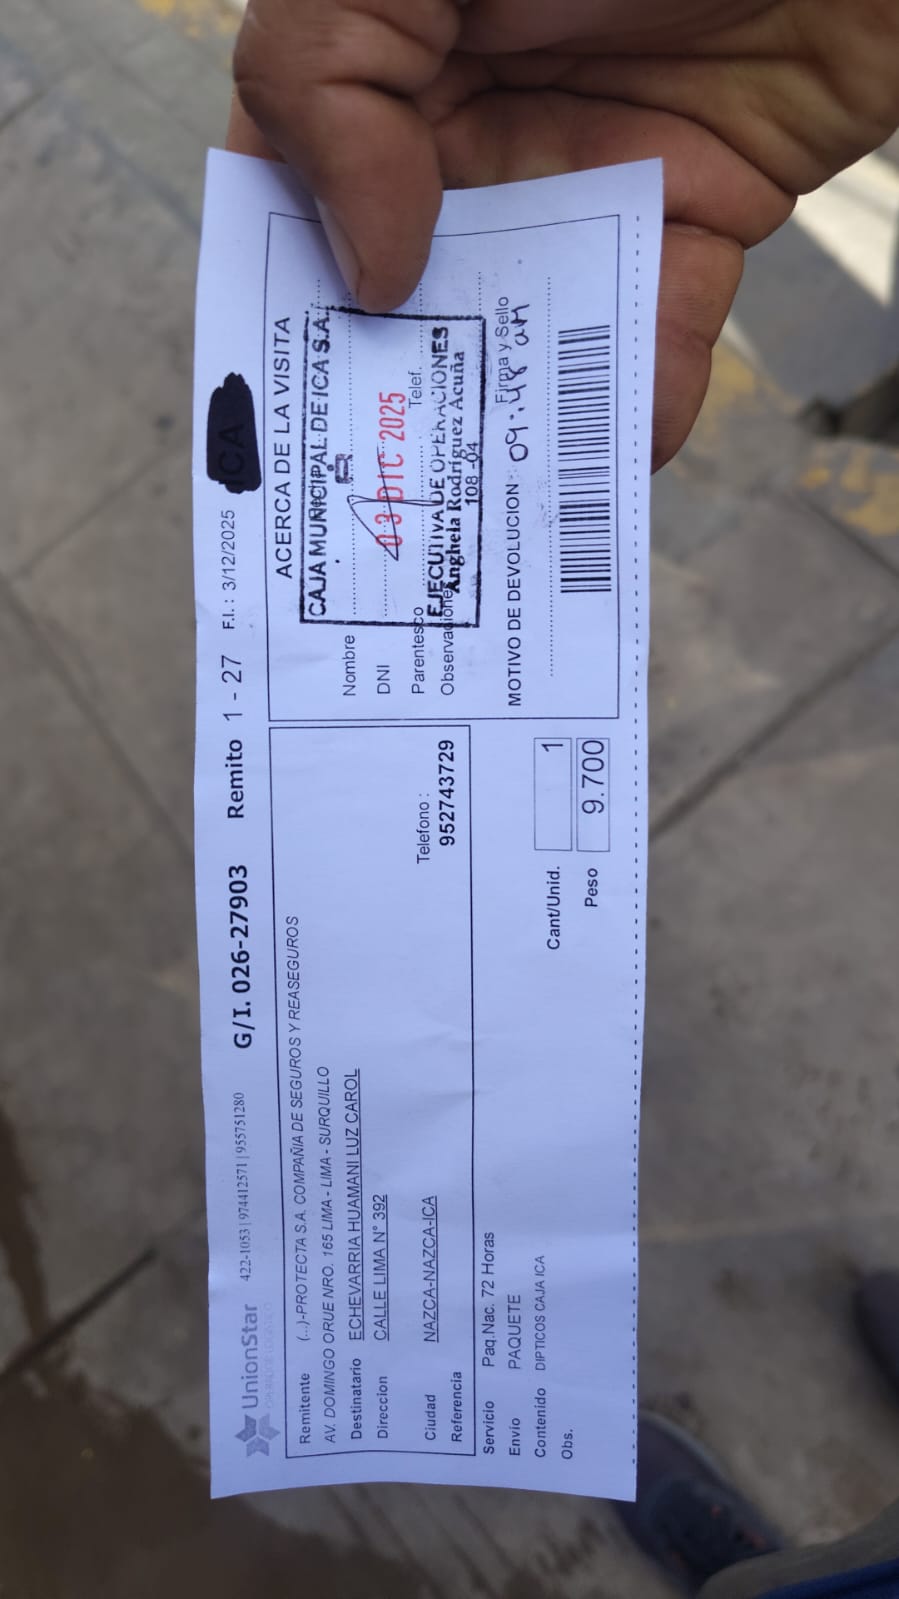 UnionStar 422-1053 | 974412571 | 955751280 G/I. 026-27903 Remito 1 - 27 F.I. : 3/12/2025 ICA
Remitente (...)-PROTECTA S.A. COMPAÑIA DE SEGUROS Y REASEGUROS
AV. DOMINGO ORUE NRO. 165 LIMA - LIMA - SURQUILLO
Destinatario ECHEVARRIA HUAMANI LUZ CAROL
Direccion CALLE LIMA N° 392
Telefono :
Ciudad NAZCA-NAZCA-ICA 952743729
Referencia
Servicio Paq.Nac. 72 Horas
Envio PAQUETE
Contenido DIPTICOS CAJA ICA
Obs.
Cant/Unid. 1
Peso 9.700
ACERCA DE LA VISITA
CAJA MUNICIPAL DE ICA S.A.
Nombre
DNI 03 DIC 2025
Parentesco Telef.
EJECUTIVA DE OPERACIONES
Observaciones Anghela Rodríguez Acuña
108 -04
Firma y Sello
MOTIVO DE DEVOLUCION : 09:48 am